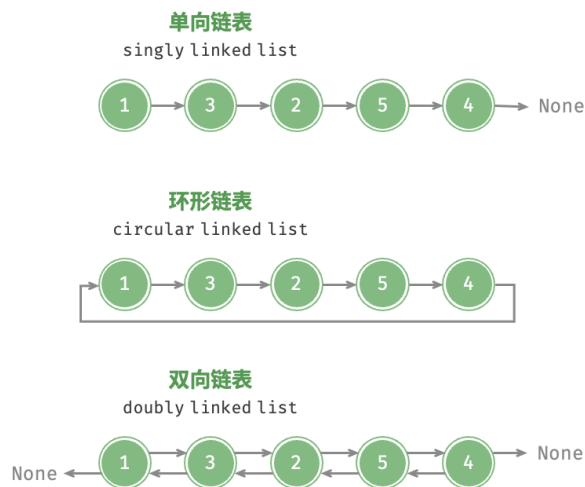 单向链表
singly linked list
1 3 2 5 4 None
环形链表
circular linked list
1 3 2 5 4
双向链表
doubly linked list
1 3 2 5 4 None
None